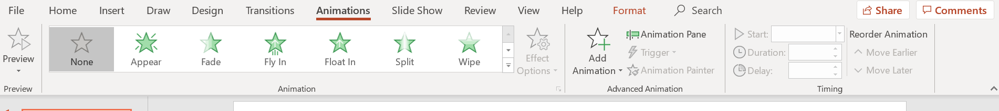 File Home Insert Draw Design Transitions Animations Slide Show Review View Help Format Search Share Comments
Preview
Preview
None Appear Fade Fly In Float In Split Wipe
Effect
Options
Animation
Add
Animation
Animation Pane
Trigger
Animation Painter
Advanced Animation
Start:
Duration:
Delay:
Reorder Animation
Move Earlier
Move Later
Timing